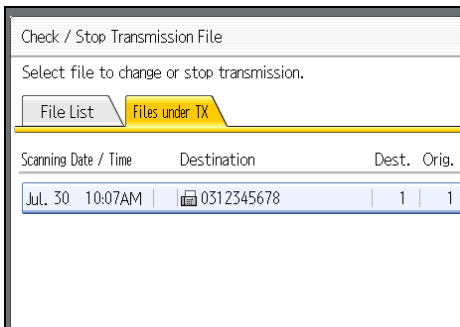 Check / Stop Transmission File
Select file to change or stop transmission.
File List Files under TX
Scanning Date / Time Destination Dest. Orig.
Jul. 30 10:07AM 0312345678 1 1